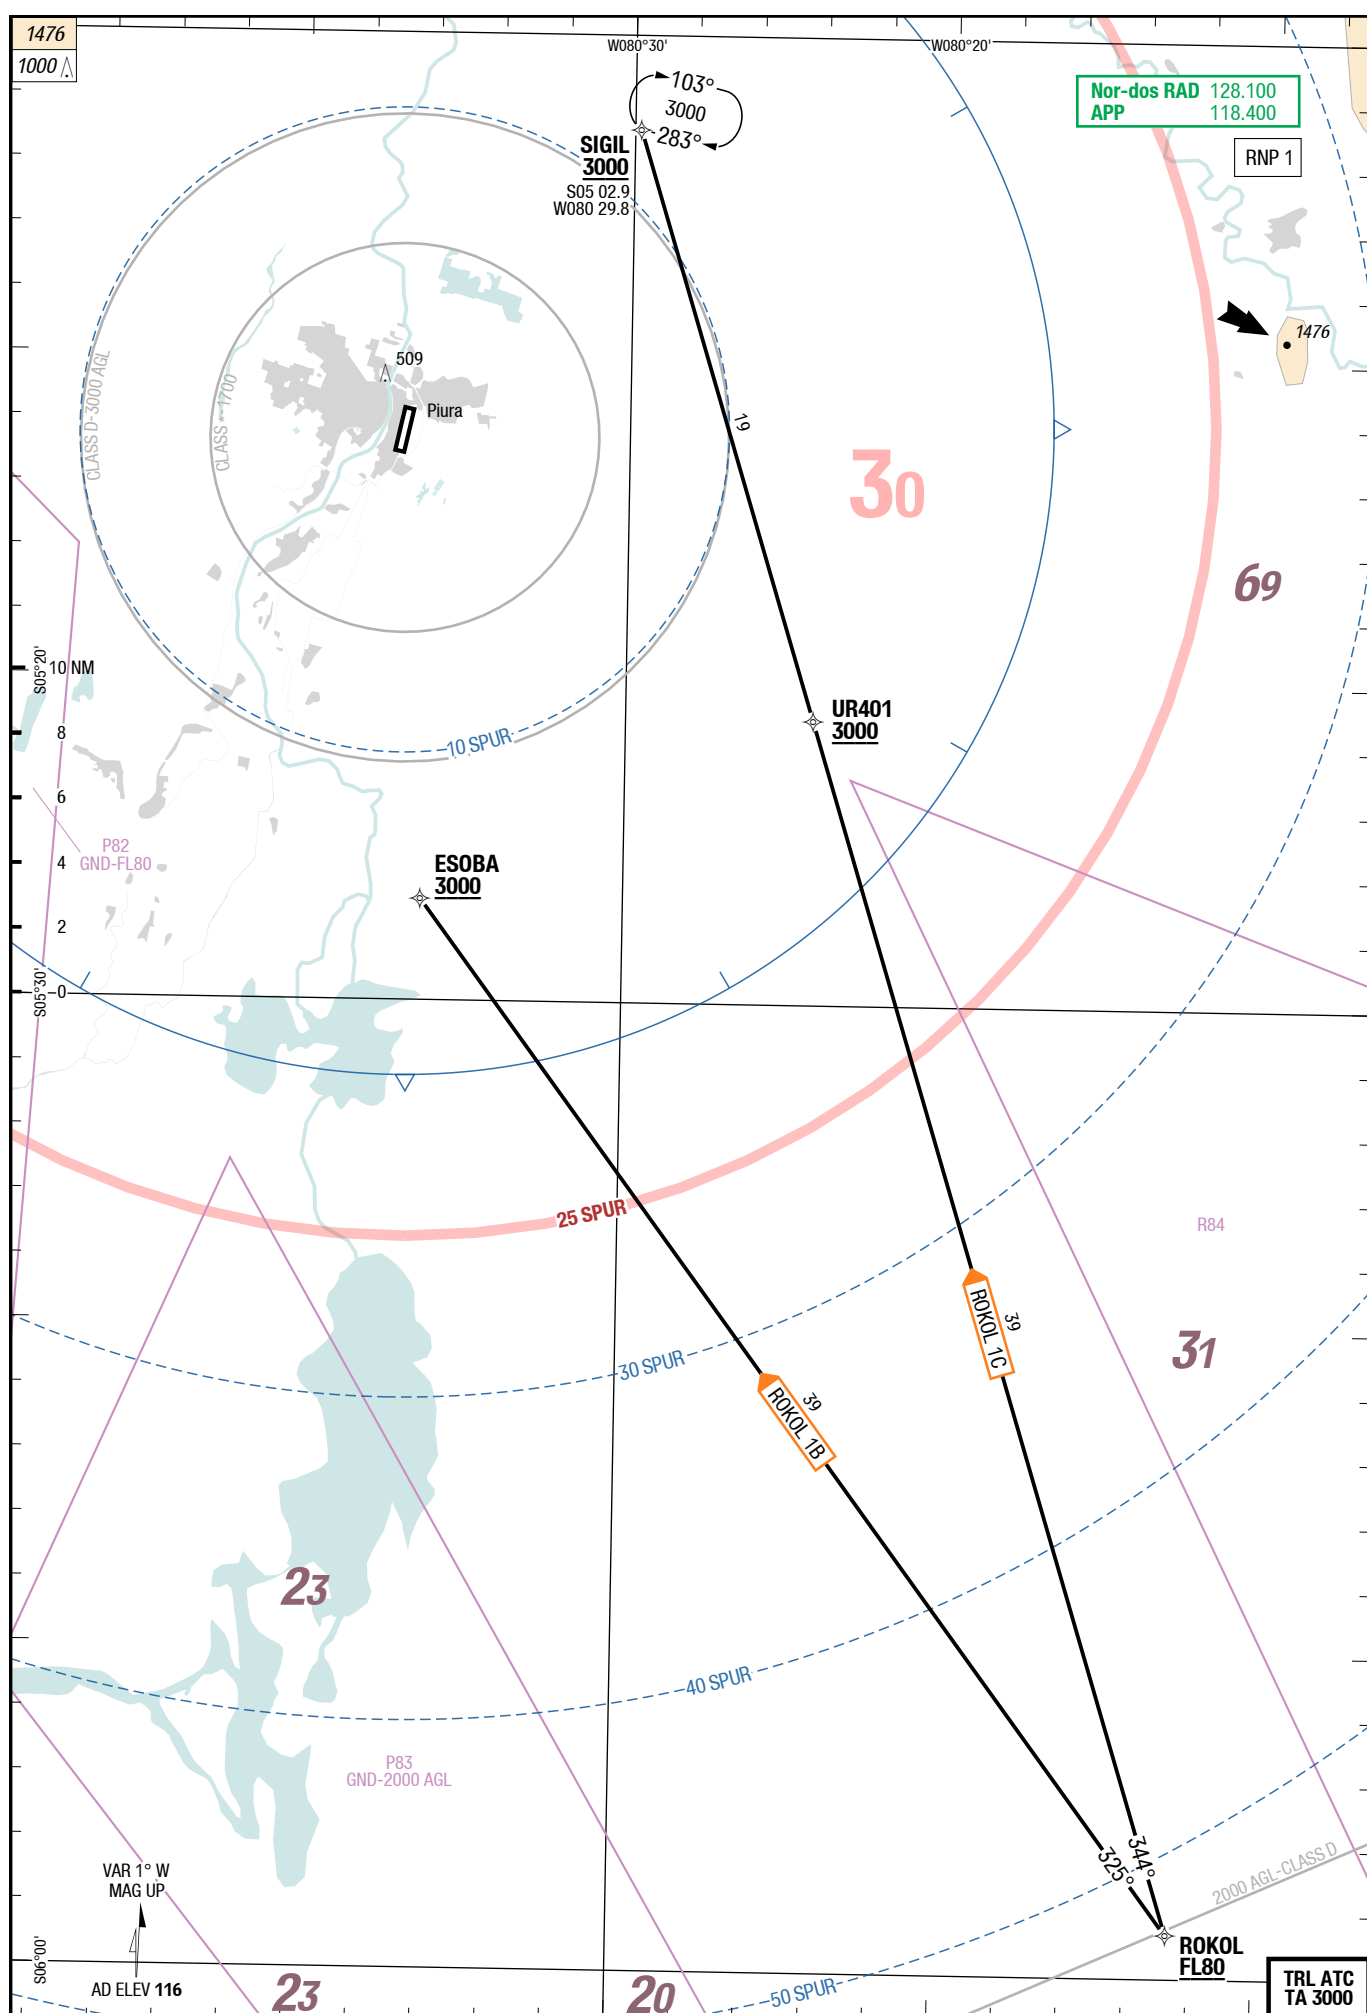 1476
1000
W080°30'
W080°20'
Nor-dos RAD 128.100
APP 118.400
RNP 1
103°
3000
283°
SIGIL
3000
S05 02.9
W080 29.8
1476
509
Piura
CLASS D-3000 AGL
CLASS *-1700
19
30
69
S05°20'
10 NM
8
6
4
2
0
S05°30'
UR401
3000
10 SPUR
P82
GND-FL80
ESOBA
3000
25 SPUR
R84
ROKOL 1C
39
31
30 SPUR
ROKOL 1B
39
23
40 SPUR
P83
GND-2000 AGL
325°
344°
2000 AGL-CLASS D
VAR 1° W
MAG UP
AD ELEV 116
S06°00'
23
20
50 SPUR
ROKOL
FL80
TRL ATC
TA 3000